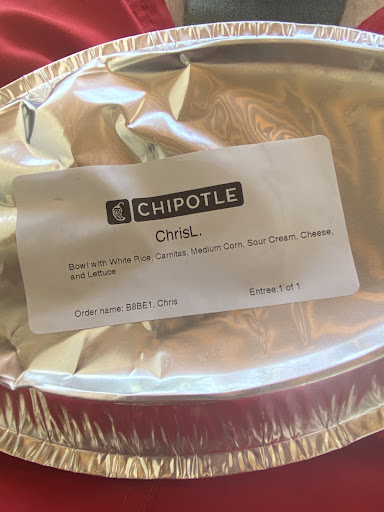 CHIPOTLE
ChrisL.
Bowl with White Rice, Carnitas, Medium Corn, Sour Cream, Cheese,
and Lettuce
Order name: B8BE1, Chris
Entree:1 of 1